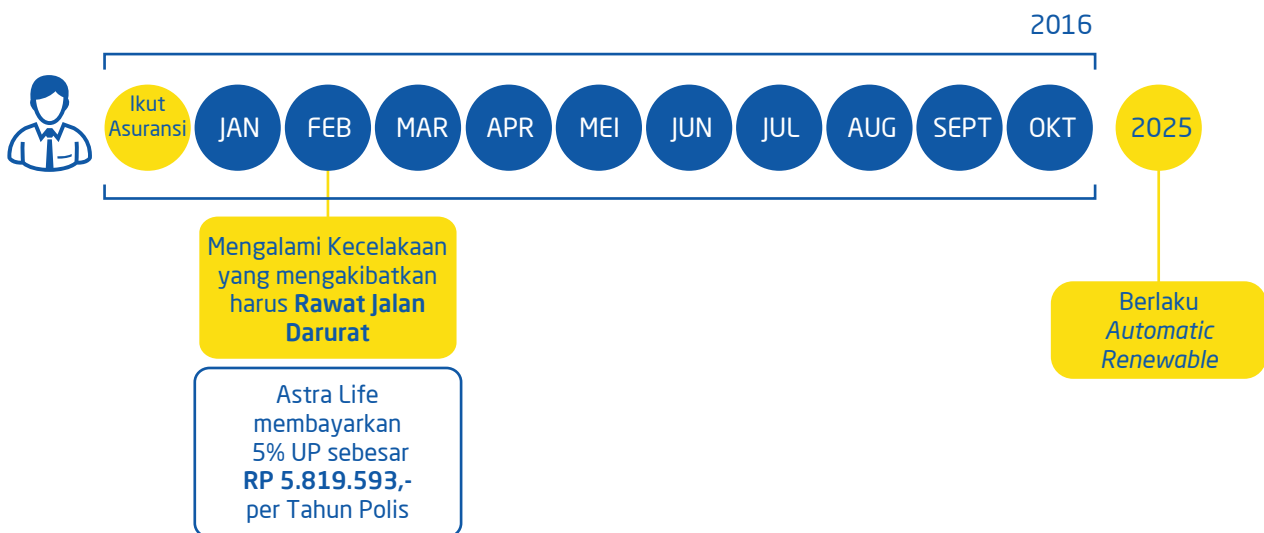 2016
Ikut
Asuransi
JAN
FEB
MAR
APR
MEI
JUN
JUL
AUG
SEPT
OKT
2025
Mengalami Kecelakaan
yang mengakibatkan
harus Rawat Jalan
Darurat
Astra Life
membayarkan
5% UP sebesar
RP 5.819.593,-
per Tahun Polis
Berlaku
Automatic
Renewable